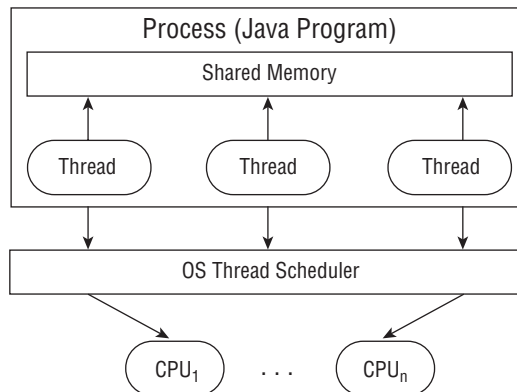 Process (Java Program)
Shared Memory
Thread Thread Thread
OS Thread Scheduler
CPU₁ . . . CPUₙ